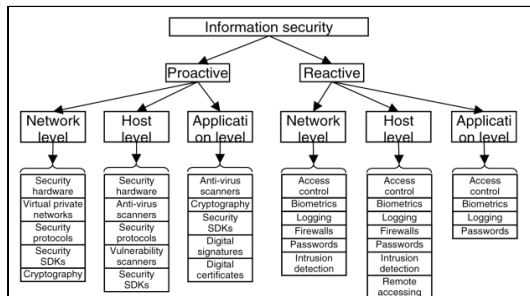 Information security
Proactive
Reactive
Network
level
Host
level
Applicati
on level
Network
level
Host
level
Applicati
on level
Security
hardware
Virtual private
networks
Security
protocols
Security
SDKs
Cryptography
Security
hardware
Anti-virus
scanners
Security
protocols
Vulnerability
scanners
Security
SDKs
Anti-virus
scanners
Cryptography
Security
SDKs
Digital
signatures
Digital
certificates
Access
control
Biometrics
Logging
Firewalls
Passwords
Intrusion
detection
Access
control
Biometrics
Logging
Firewalls
Passwords
Intrusion
detection
Remote
accessing
Access
control
Biometrics
Logging
Passwords